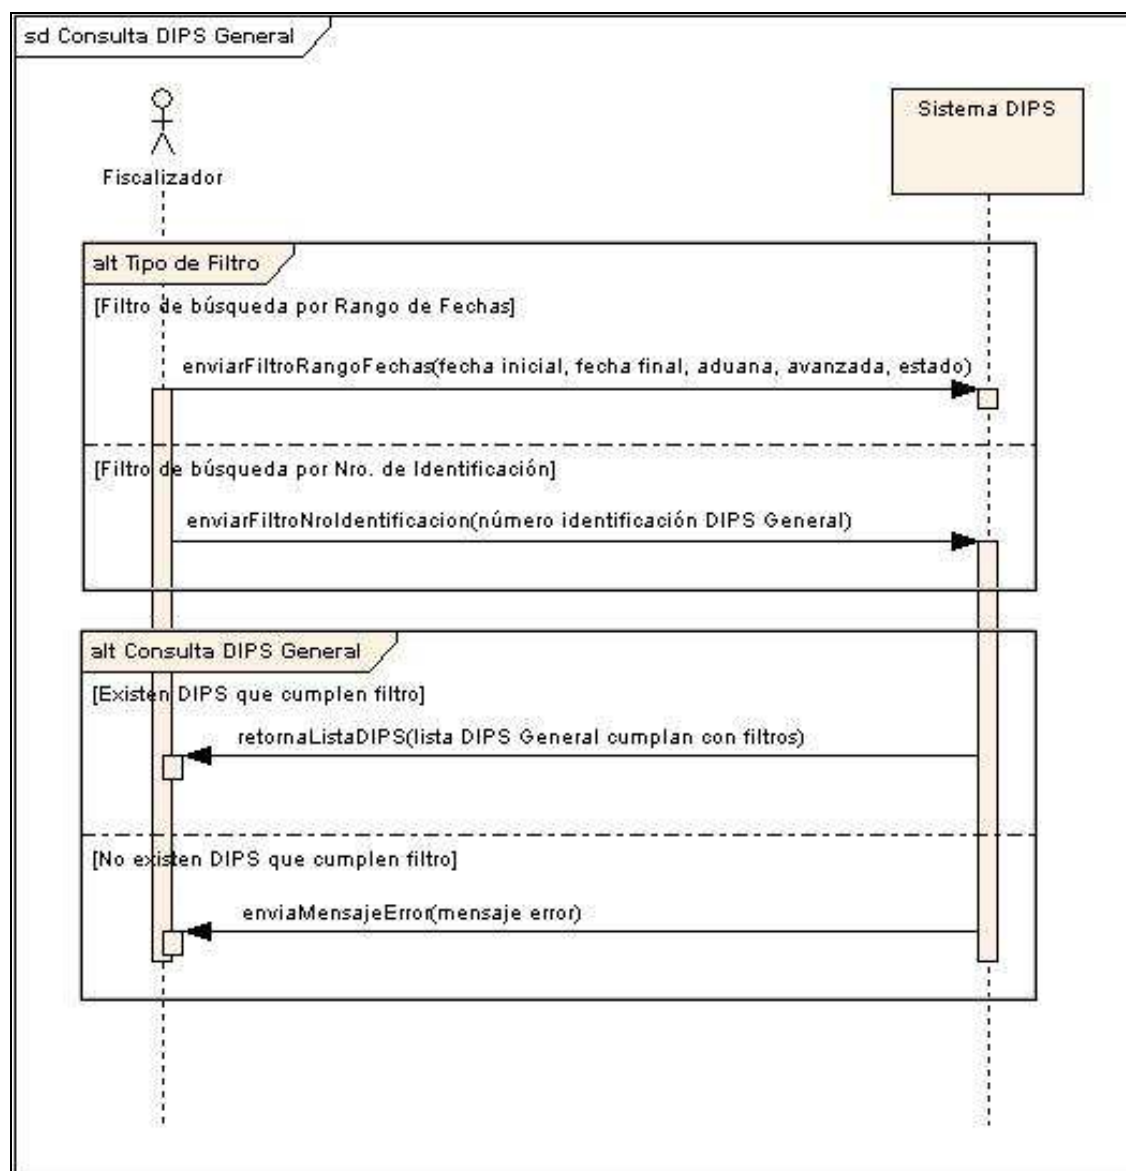 sd Consulta DIPS General
Fiscalizador
Sistema DIPS
alt Tipo de Filtro
[Filtro de búsqueda por Rango de Fechas]
enviarFiltroRangoFechas(fecha inicial, fecha final, aduana, avanzada, estado)
[Filtro de búsqueda por Nro. de Identificación]
enviarFiltroNroIdentificacion(número identificación DIPS General)
alt Consulta DIPS General
[Existen DIPS que cumplen filtro]
retornaListaDIPS(lista DIPS General cumplan con filtros)
[No existen DIPS que cumplen filtro]
enviaMensajeError(mensaje error)